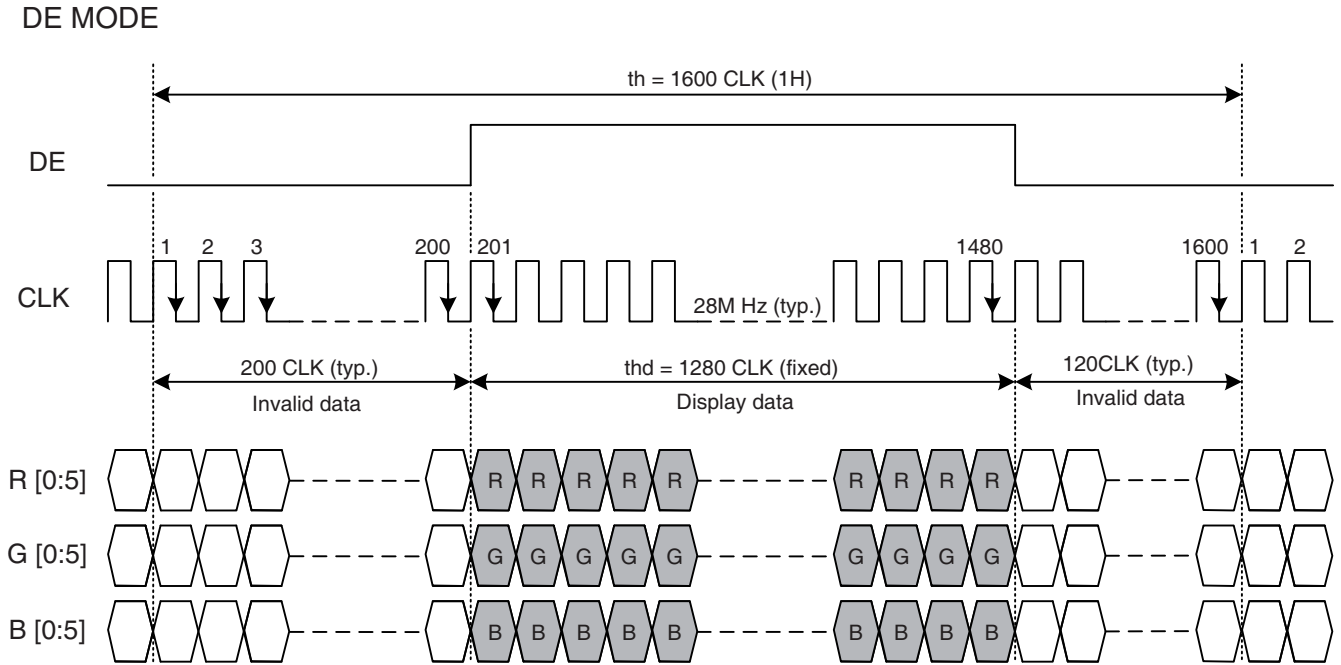 DE MODE
th = 1600 CLK (1H)
DE
1 2 3 200 201 1480 1600 1 2
CLK
28M Hz (typ.)
200 CLK (typ.) thd = 1280 CLK (fixed) 120CLK (typ.)
Invalid data Display data Invalid data
R [0:5] R R R R R R R R R
G [0:5] G G G G G G G G G
B [0:5] B B B B B B B B B